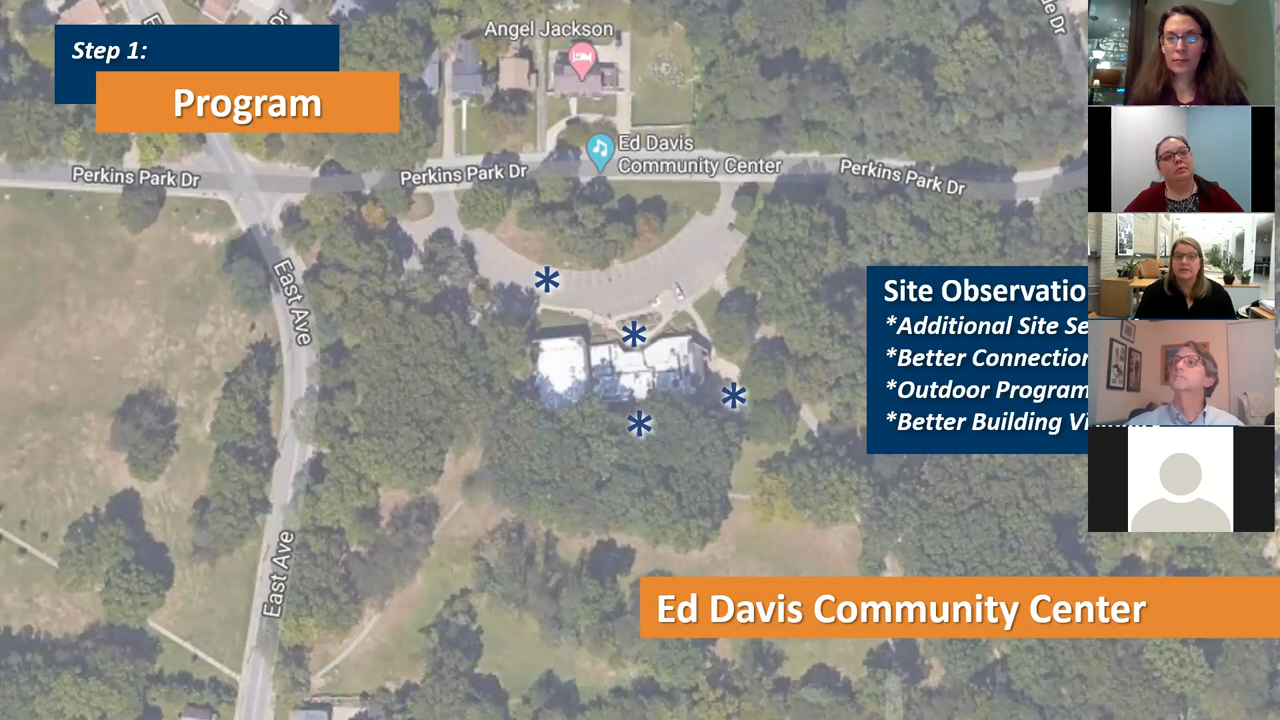 Angel Jackson
Step 1:
Program
Ed Davis
Community Center
Perkins Park Dr
Perkins Park Dr
Perkins Park Dr
East Ave
Site Observatio
*Additional Site Se
*Better Connection
*Outdoor Program
*Better Building Vi
East Ave
Ed Davis Community Center